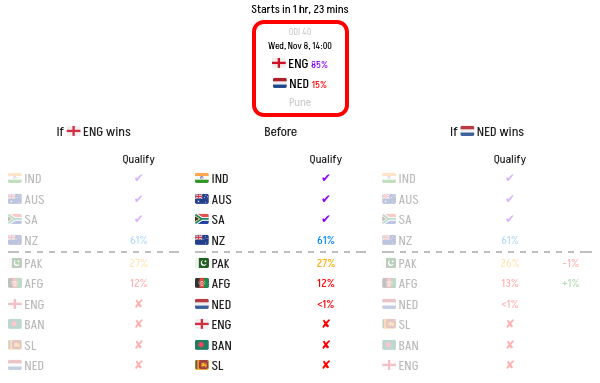 Starts in 1 hr, 23 mins
ODI 40
Wed, Nov 8, 14:00
ENG 85%
NED 15%
Pune
If ENG wins Before If NED wins
Qualify Qualify Qualify
IND ✔ IND ✔ IND ✔
AUS ✔ AUS ✔ AUS ✔
SA ✔ SA ✔ SA ✔
NZ 61% NZ 61% NZ 61%
PAK 27% PAK 27% PAK 26% -1%
AFG 12% AFG 12% AFG 13% +1%
ENG ✘ NED <1% NED <1%
BAN ✘ ENG ✘ BAN ✘
SL ✘ BAN ✘ SL ✘
NED ✘ SL ✘ ENG ✘